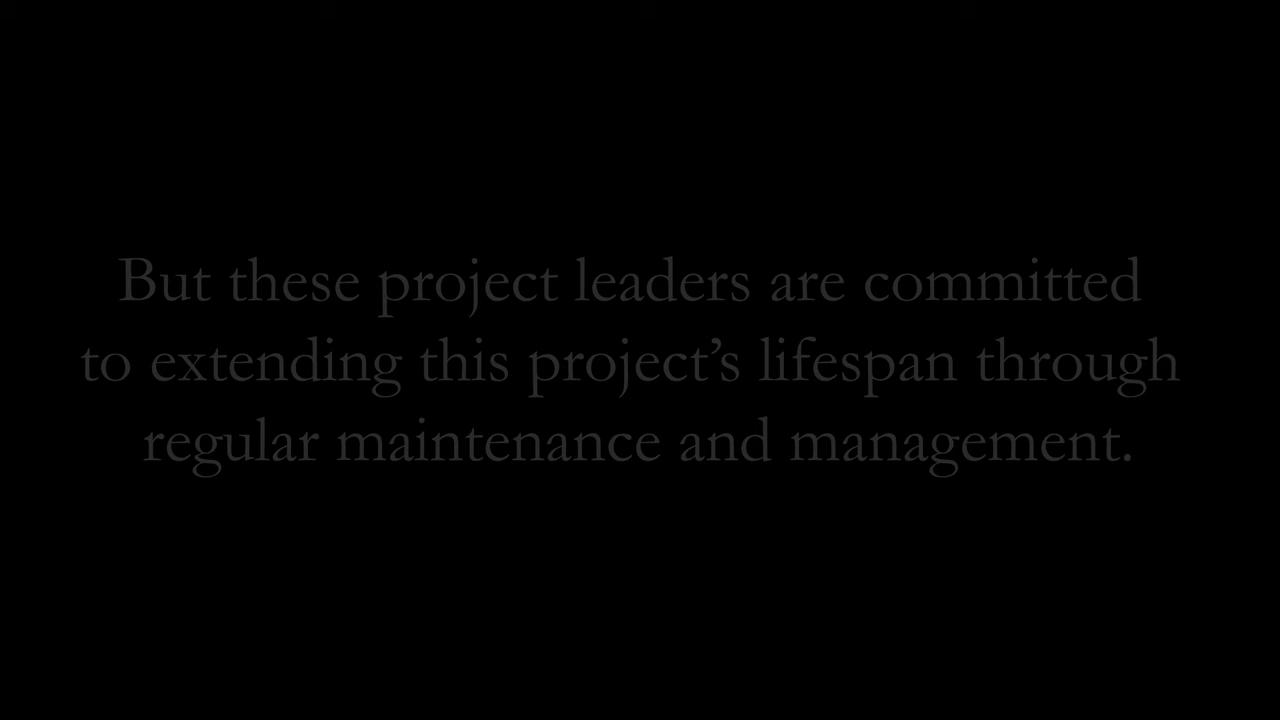 But these project leaders are committed
to extending this project’s lifespan through
regular maintenance and management.